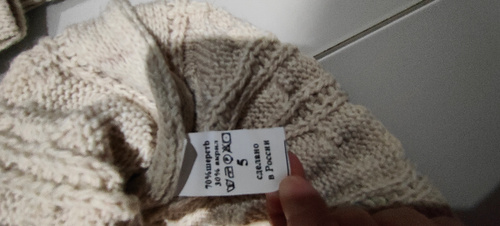 70% шерсть
30% акрил
5
сделано
в России